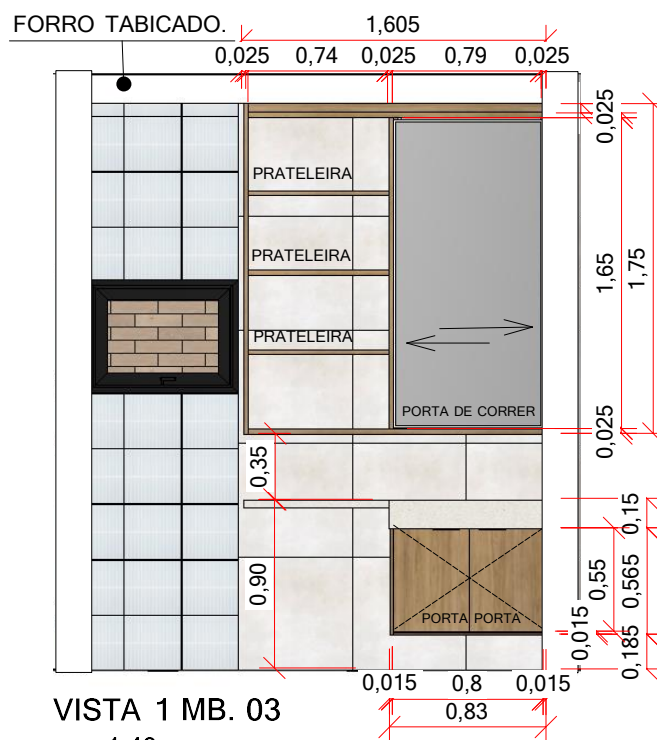 FORRO TABICADO.
1,605
0,025 0,74 0,025 0,79 0,025
0,025
PRATELEIRA
PRATELEIRA
1,65
1,75
PRATELEIRA
PORTA DE CORRER
0,025
0,35
0,15
0,90
0,55
0,565
PORTA PORTA
0,015
0,185
0,015 0,8 0,015
0,83
VISTA 1 MB. 03